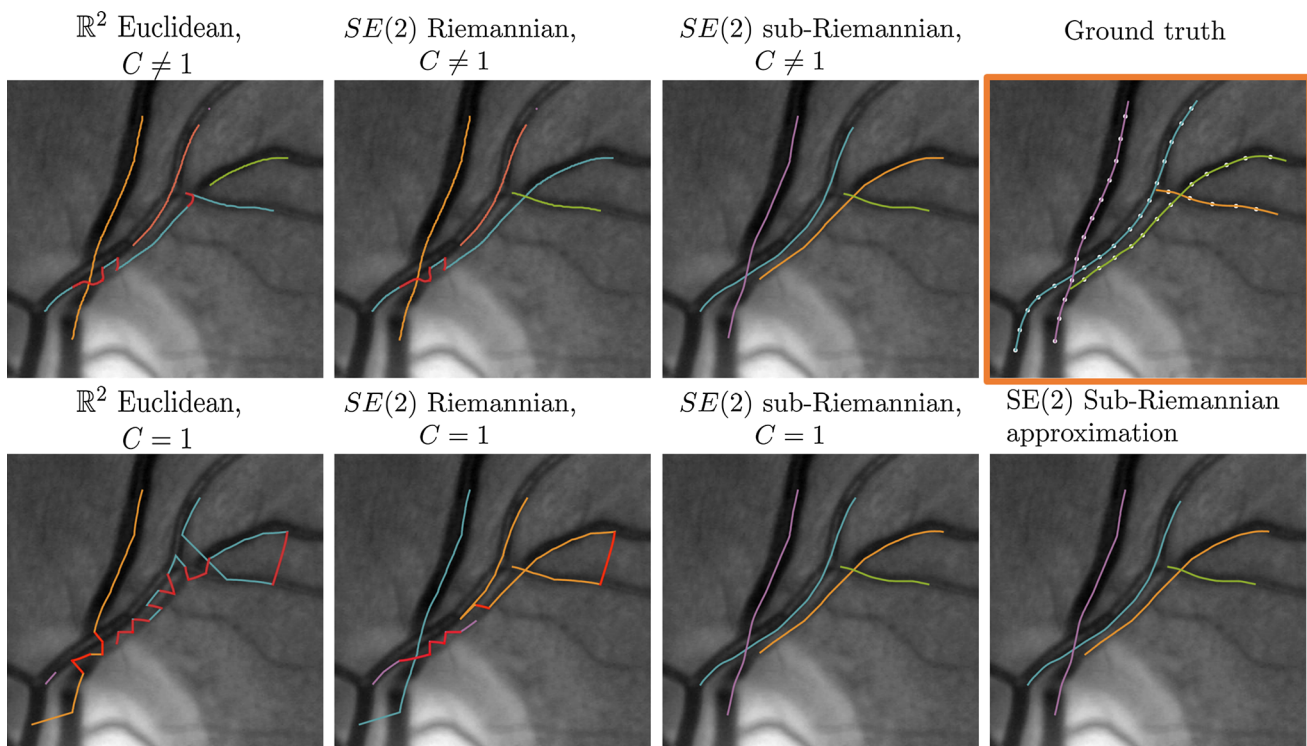 ℝ² Euclidean,
C ≠ 1
SE(2) Riemannian,
C ≠ 1
SE(2) sub-Riemannian,
C ≠ 1
Ground truth
ℝ² Euclidean,
C = 1
SE(2) Riemannian,
C = 1
SE(2) sub-Riemannian,
C = 1
SE(2) Sub-Riemannian
approximation